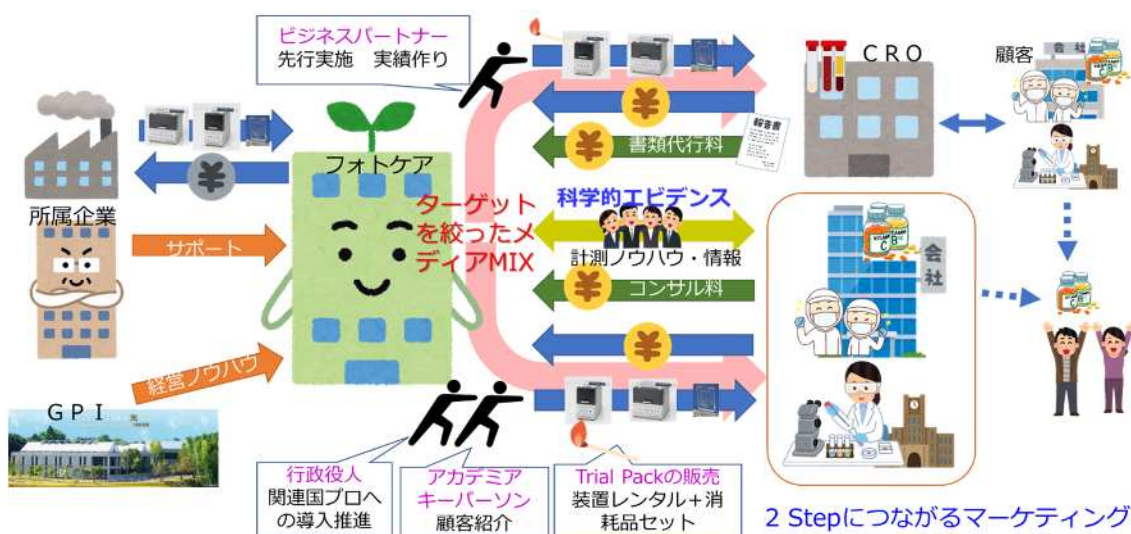 ビジネスパートナー
先行実施　実績作り
CRO
顧客
会社
報告書
書類代行料
フォトケア
所属企業
サポート
ターゲット
を絞ったメ
ディアMIX
科学的エビデンス
計測ノウハウ・情報
コンサル料
会社
経営ノウハウ
GPI
行政役人
関連国プロへ
の導入推進
アカデミア
キーパーソン
顧客紹介
Trial Packの販売
装置レンタル＋消
耗品セット
2 Stepにつながるマーケティング